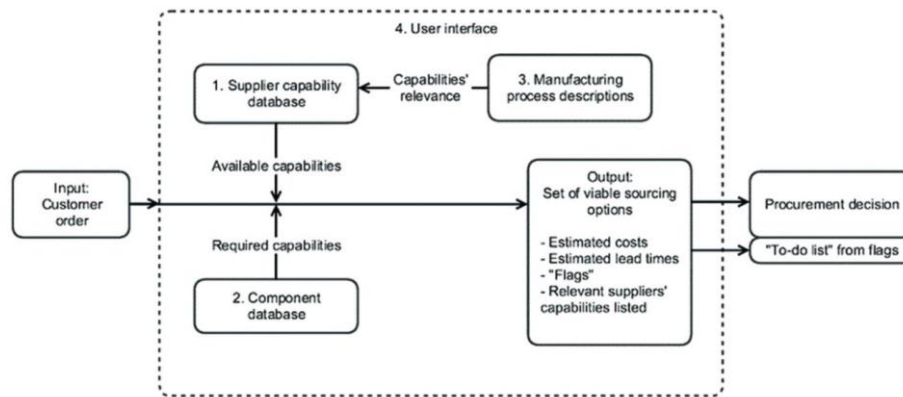 4. User interface
1. Supplier capability
database
Capabilities'
relevance
3. Manufacturing
process descriptions
Available capabilities
Input:
Customer
order
Required capabilities
2. Component
database
Output:
Set of viable sourcing
options
- Estimated costs
- Estimated lead times
- "Flags"
- Relevant suppliers'
capabilities listed
Procurement decision
"To-do list" from flags